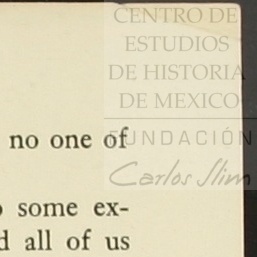 CENTRO DE
ESTUDIOS
DE HISTORIA
DE MEXICO
FUNDACIÓN
Carlos Slim
no one of
some ex-
all of us